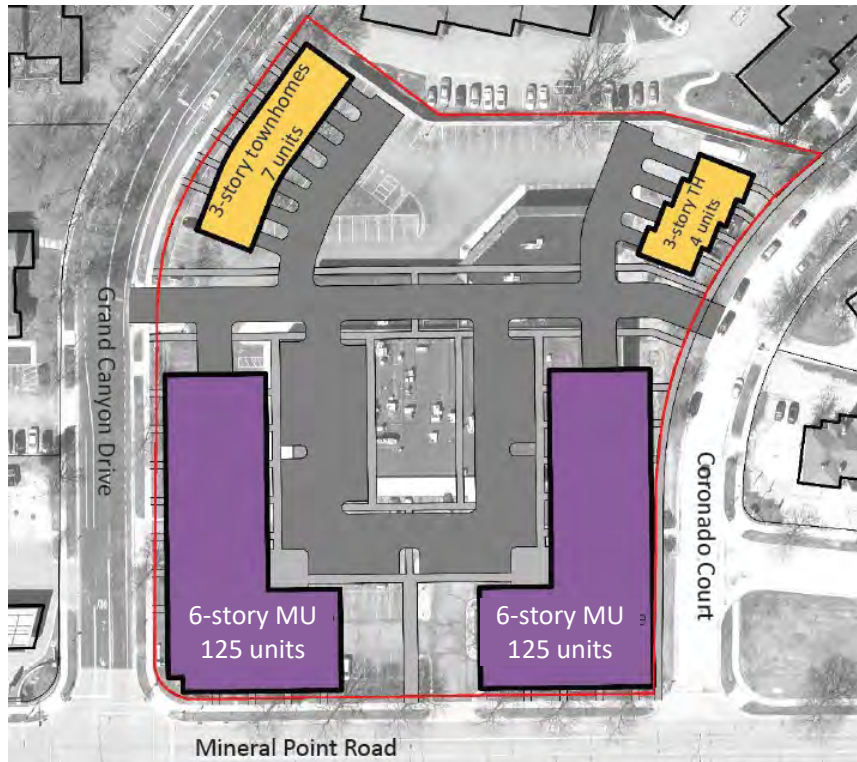 3-story townhomes
7 units
3-story TH
4 units
Grand Canyon Drive
Coronado Court
6-story MU
125 units
6-story MU
125 units
Mineral Point Road